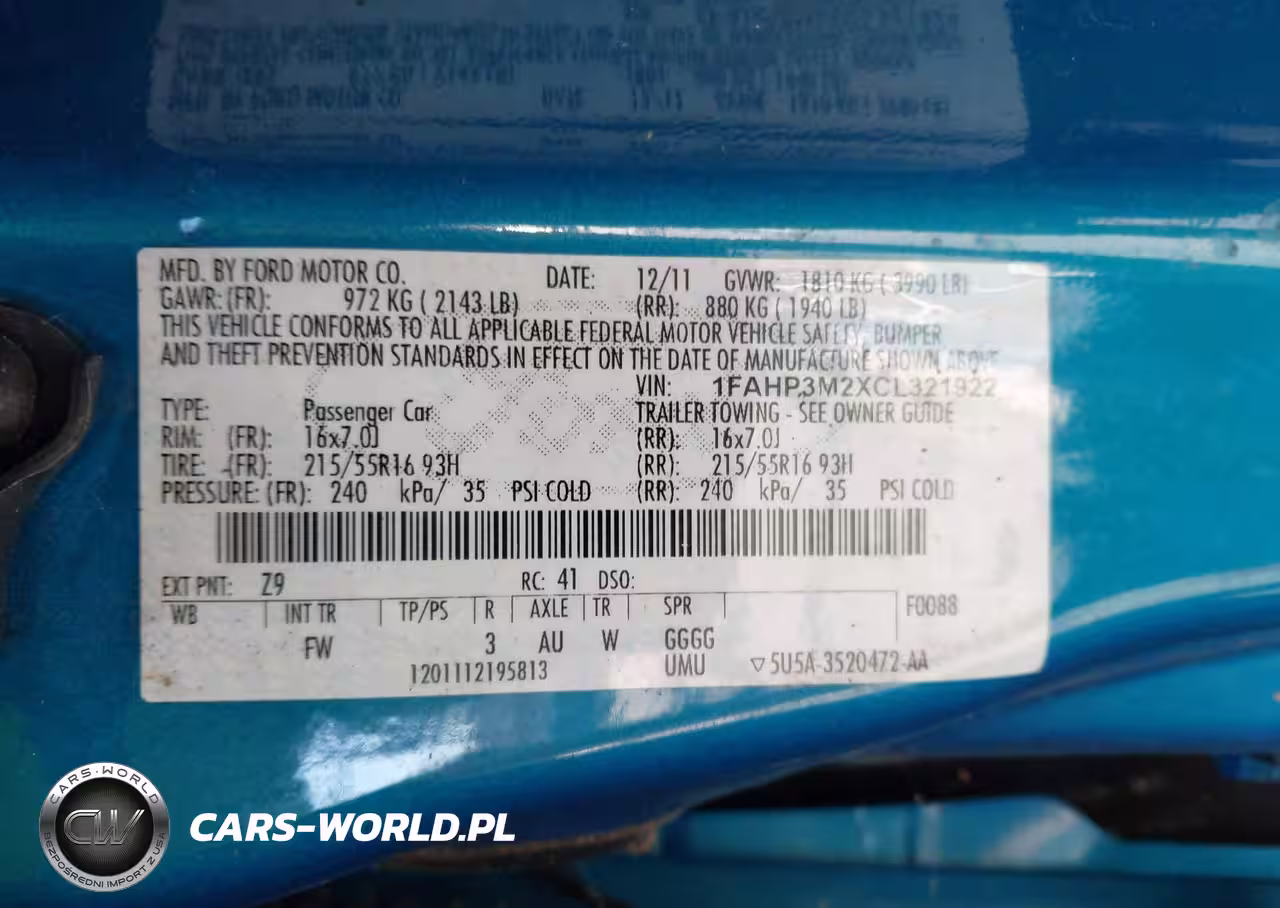 MFD. BY FORD MOTOR CO. DATE: 12/11 GVWR: 1810 KG ( 3990 LB)
GAWR: (FR): 972 KG ( 2143 LB) (RR): 880 KG ( 1940 LB)
THIS VEHICLE CONFORMS TO ALL APPLICABLE FEDERAL MOTOR VEHICLE SAFETY, BUMPER
AND THEFT PREVENTION STANDARDS IN EFFECT ON THE DATE OF MANUFACTURE SHOWN ABOVE
VIN: 1FAHP3M2XCL321922
TYPE: Passenger Car TRAILER TOWING - SEE OWNER GUIDE
RIM: (FR): 16x7.0J (RR): 16x7.0J
TIRE: (FR): 215/55R16 93H (RR): 215/55R16 93H
PRESSURE: (FR): 240 kPa/ 35 PSI COLD (RR): 240 kPa/ 35 PSI COLD
EXT PNT: Z9 RC: 41 DSO:
WB INT TR TP/PS R AXLE TR SPR F0088
FW 3 AU W GGGG
1201112195813 UMU ▽5U5A-3520472-AA
CARS-WORLD
CW
BEZPOŚREDNI IMPORT Z USA
CARS-WORLD.PL